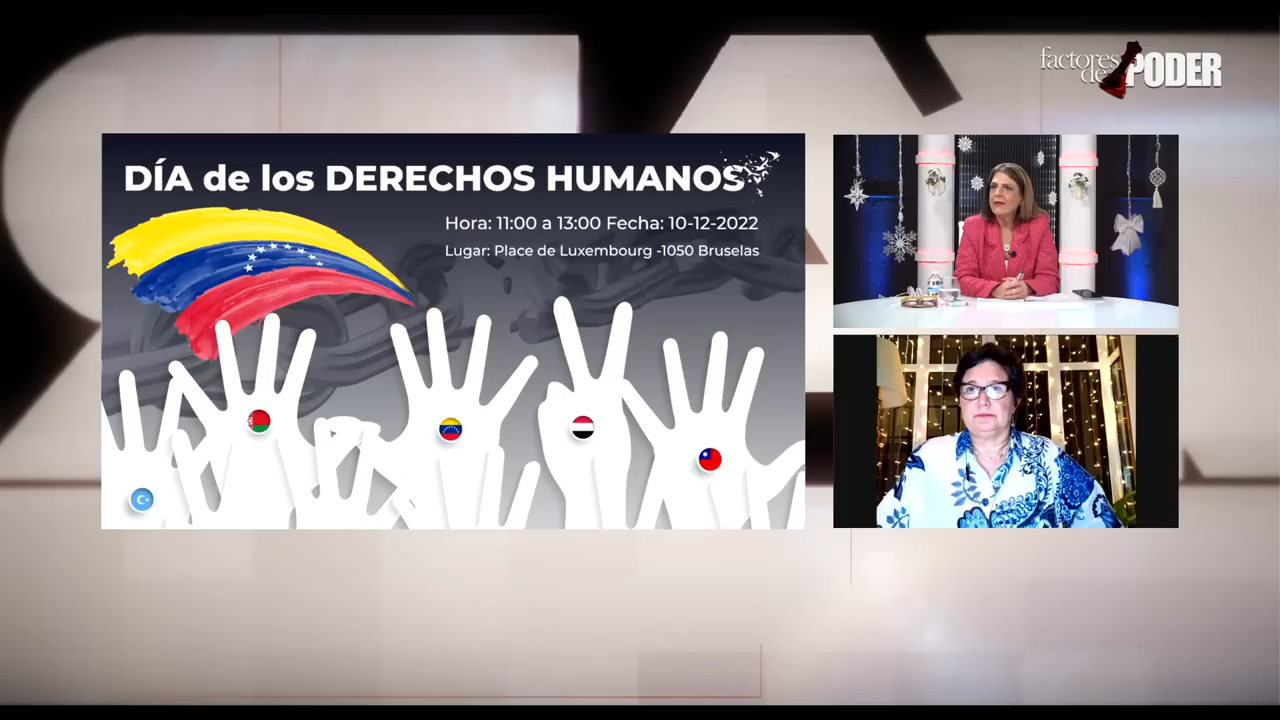 factores
de PODER
DÍA de los DERECHOS HUMANOS
Hora: 11:00 a 13:00 Fecha: 10-12-2022
Lugar: Place de Luxembourg -1050 Bruselas